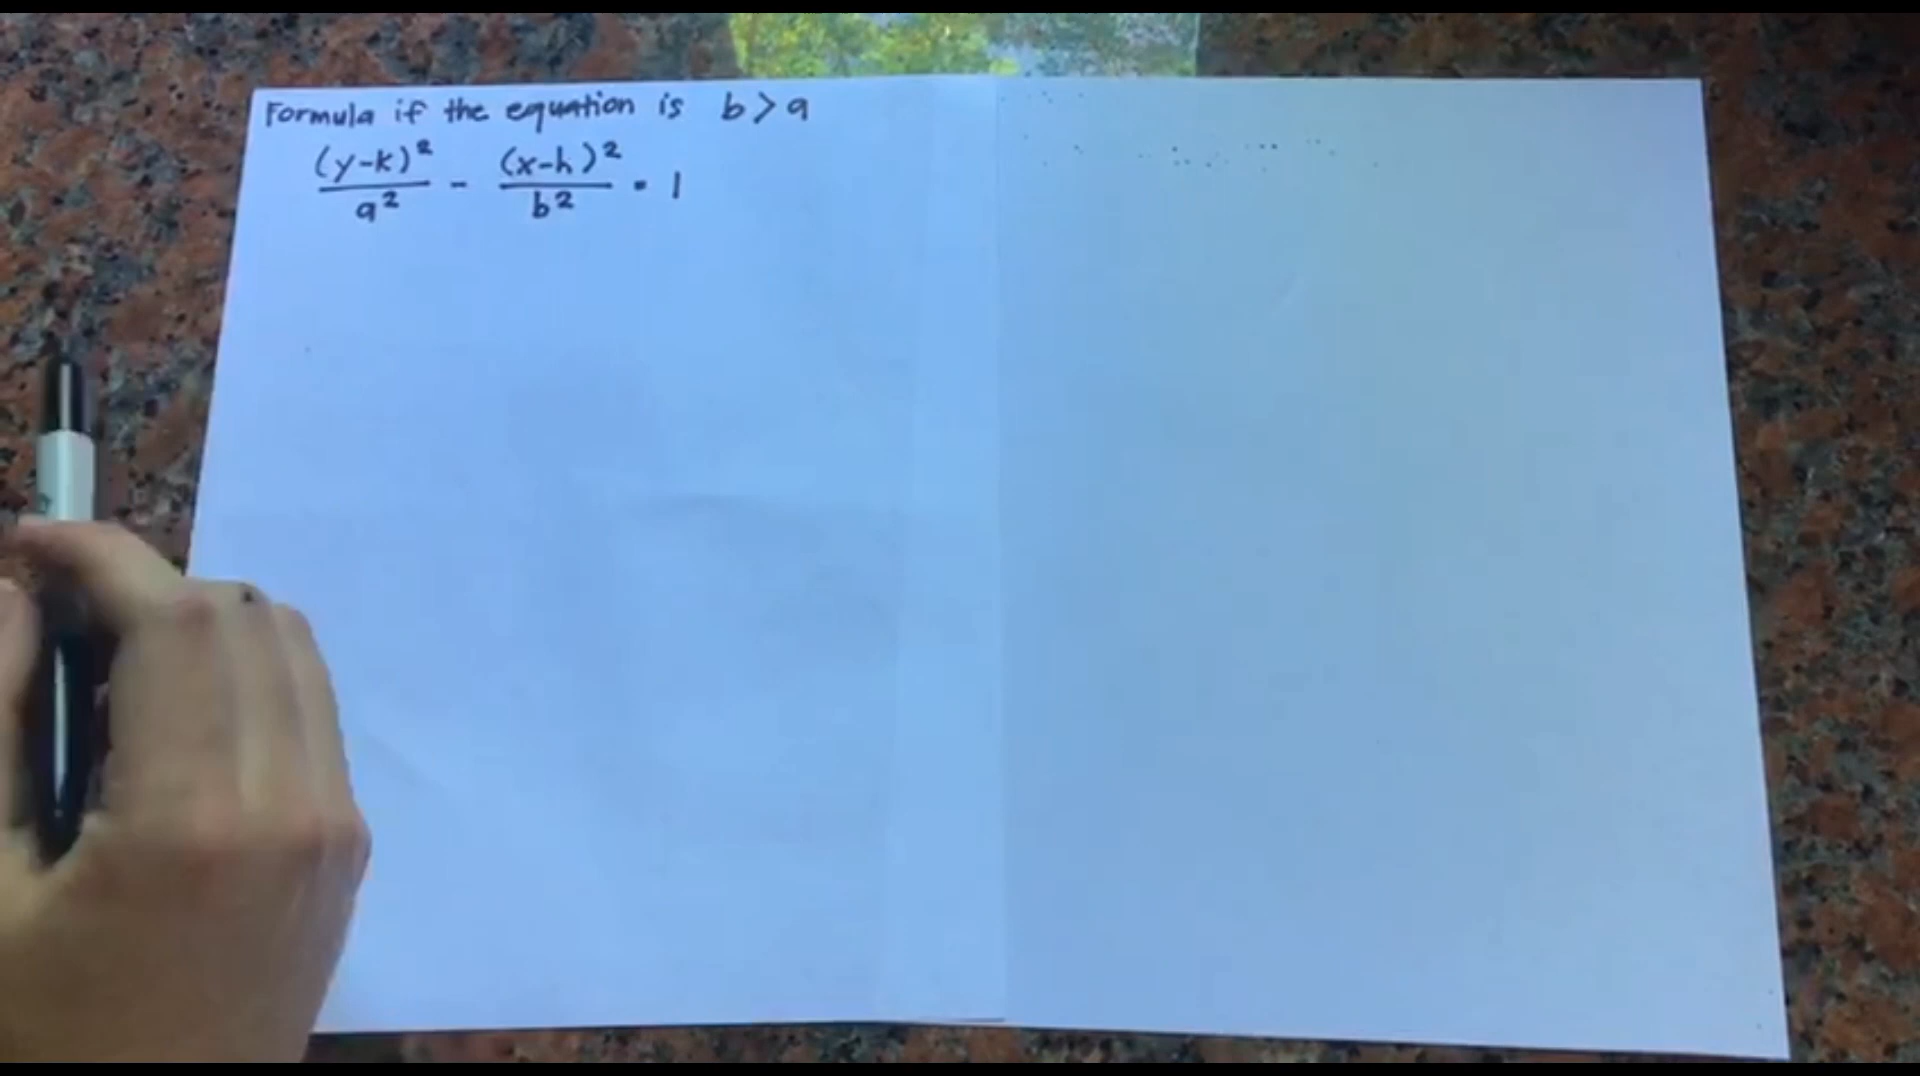 Formula if the equation is b > a
(y-k)²/a² - (x-h)²/b² = 1